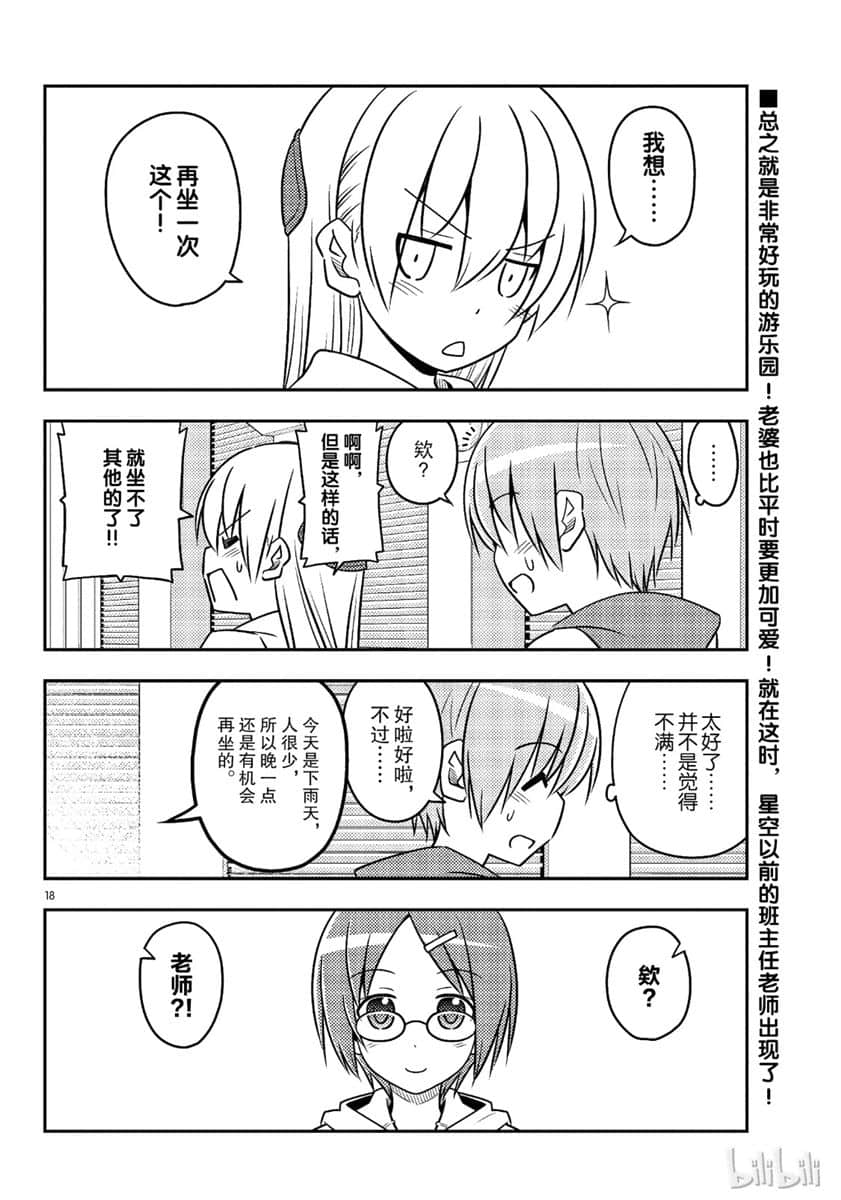 我想……
再坐一次
这个！
……
欸？
啊啊，
但是这样的话，
就坐不了
其他的了！！
太好了……
并不是觉得
不满……
好啦好啦，
不过……
今天是下雨天，
人很少，
所以晚一点
还是有机会
再坐的。
欸？
老师?!
■总之就是非常好玩的游乐园！老婆也比平时要更加可爱！就在这时，星空以前的班主任老师出现了！
18
bilibili